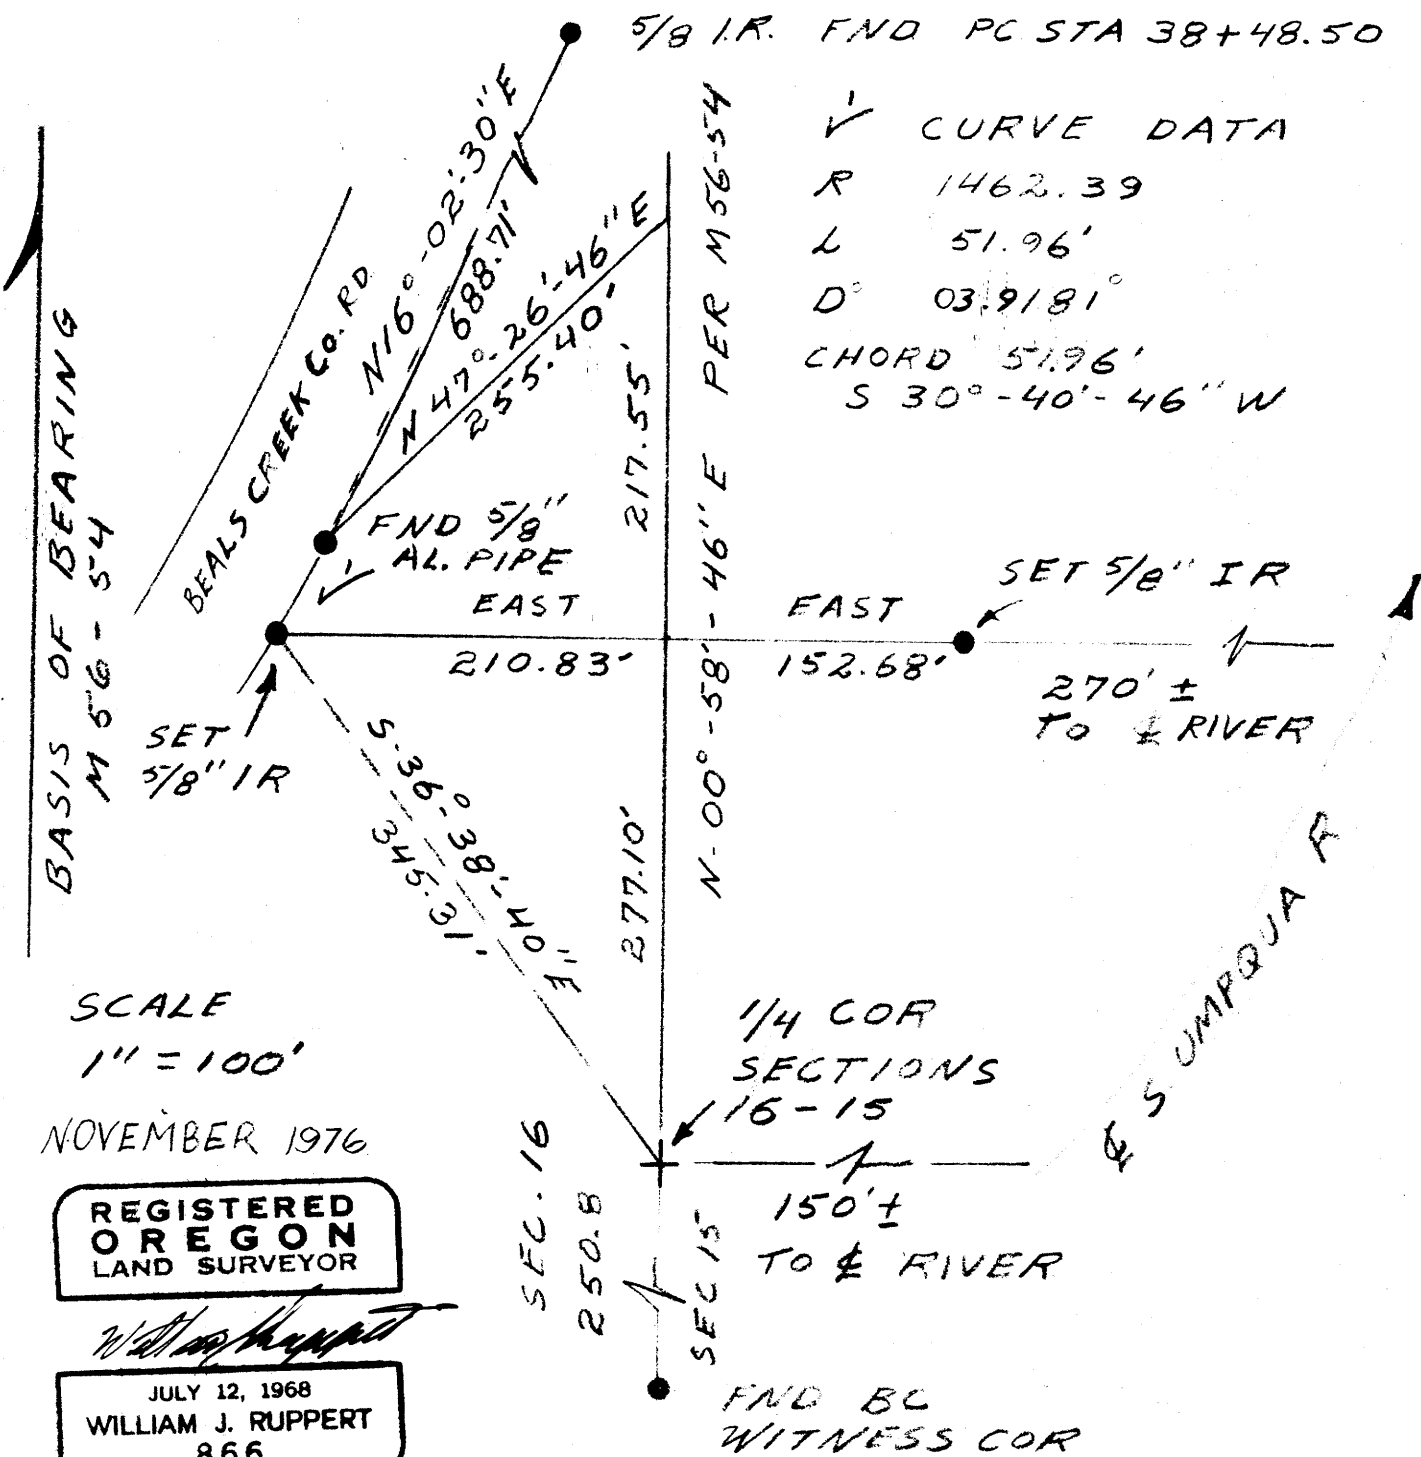 5/8 I.R. FND PC STA 38+48.50
1 CURVE DATA
R 1462.39
L 51.96'
D° 03.9181°
CHORD 51.96'
S 30°-40'-46" W
N16°-02'-30"E
688.71'
N 47°-26'-46"E
255.40'
BEALS CREEK Co. RD
BASIS OF BEARING
M 56-54
217.55'
N-00°-58'-46" E PER M56-54
FND 5/8"
AL. PIPE
1
EAST
210.83'
EAST
152.68'
SET 5/8" IR
270' ±
TO ℄ RIVER
SET
5/8" IR
S-36°-38'-40"E
345.31'
277.10'
℄ S. UMPQUA R
SCALE
1" = 100'
NOVEMBER 1976
1/4 COR
SECTIONS
16-15
150'±
TO ℄ RIVER
SEC. 16
250.8
SEC 15
FND BC
WITNESS COR
REGISTERED
OREGON
LAND SURVEYOR
William J Ruppert
JULY 12, 1968
WILLIAM J. RUPPERT
866